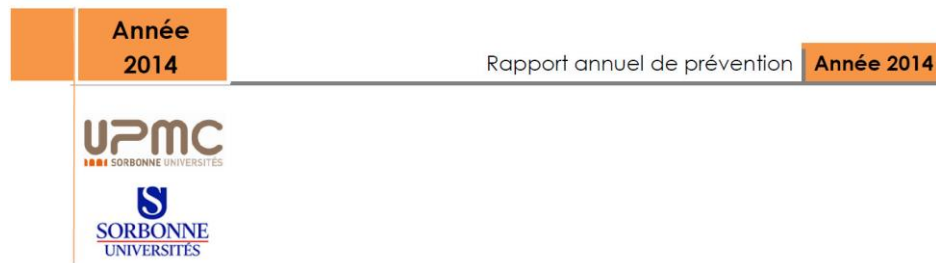 Année
2014
Rapport annuel de prévention Année 2014
UPMC
SORBONNE UNIVERSITÉS
S
SORBONNE
UNIVERSITÉS